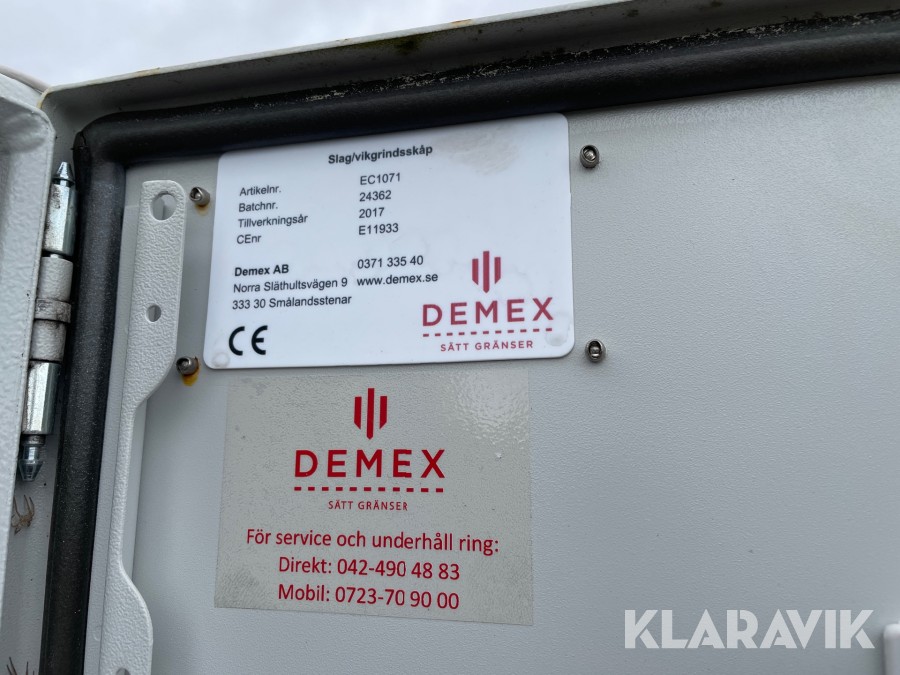 Slag/vikgrindsskåp
Artikelnr. EC1071
Batchnr. 24362
Tillverkningsår 2017
CEnr E11933
Demex AB 0371 335 40
Norra Släthultsvägen 9 www.demex.se
333 30 Smålandsstenar
CE
DEMEX
SÄTT GRÄNSER
DEMEX
SÄTT GRÄNSER
För service och underhåll ring:
Direkt: 042-490 48 83
Mobil: 0723-70 90 00
KLARAVIK